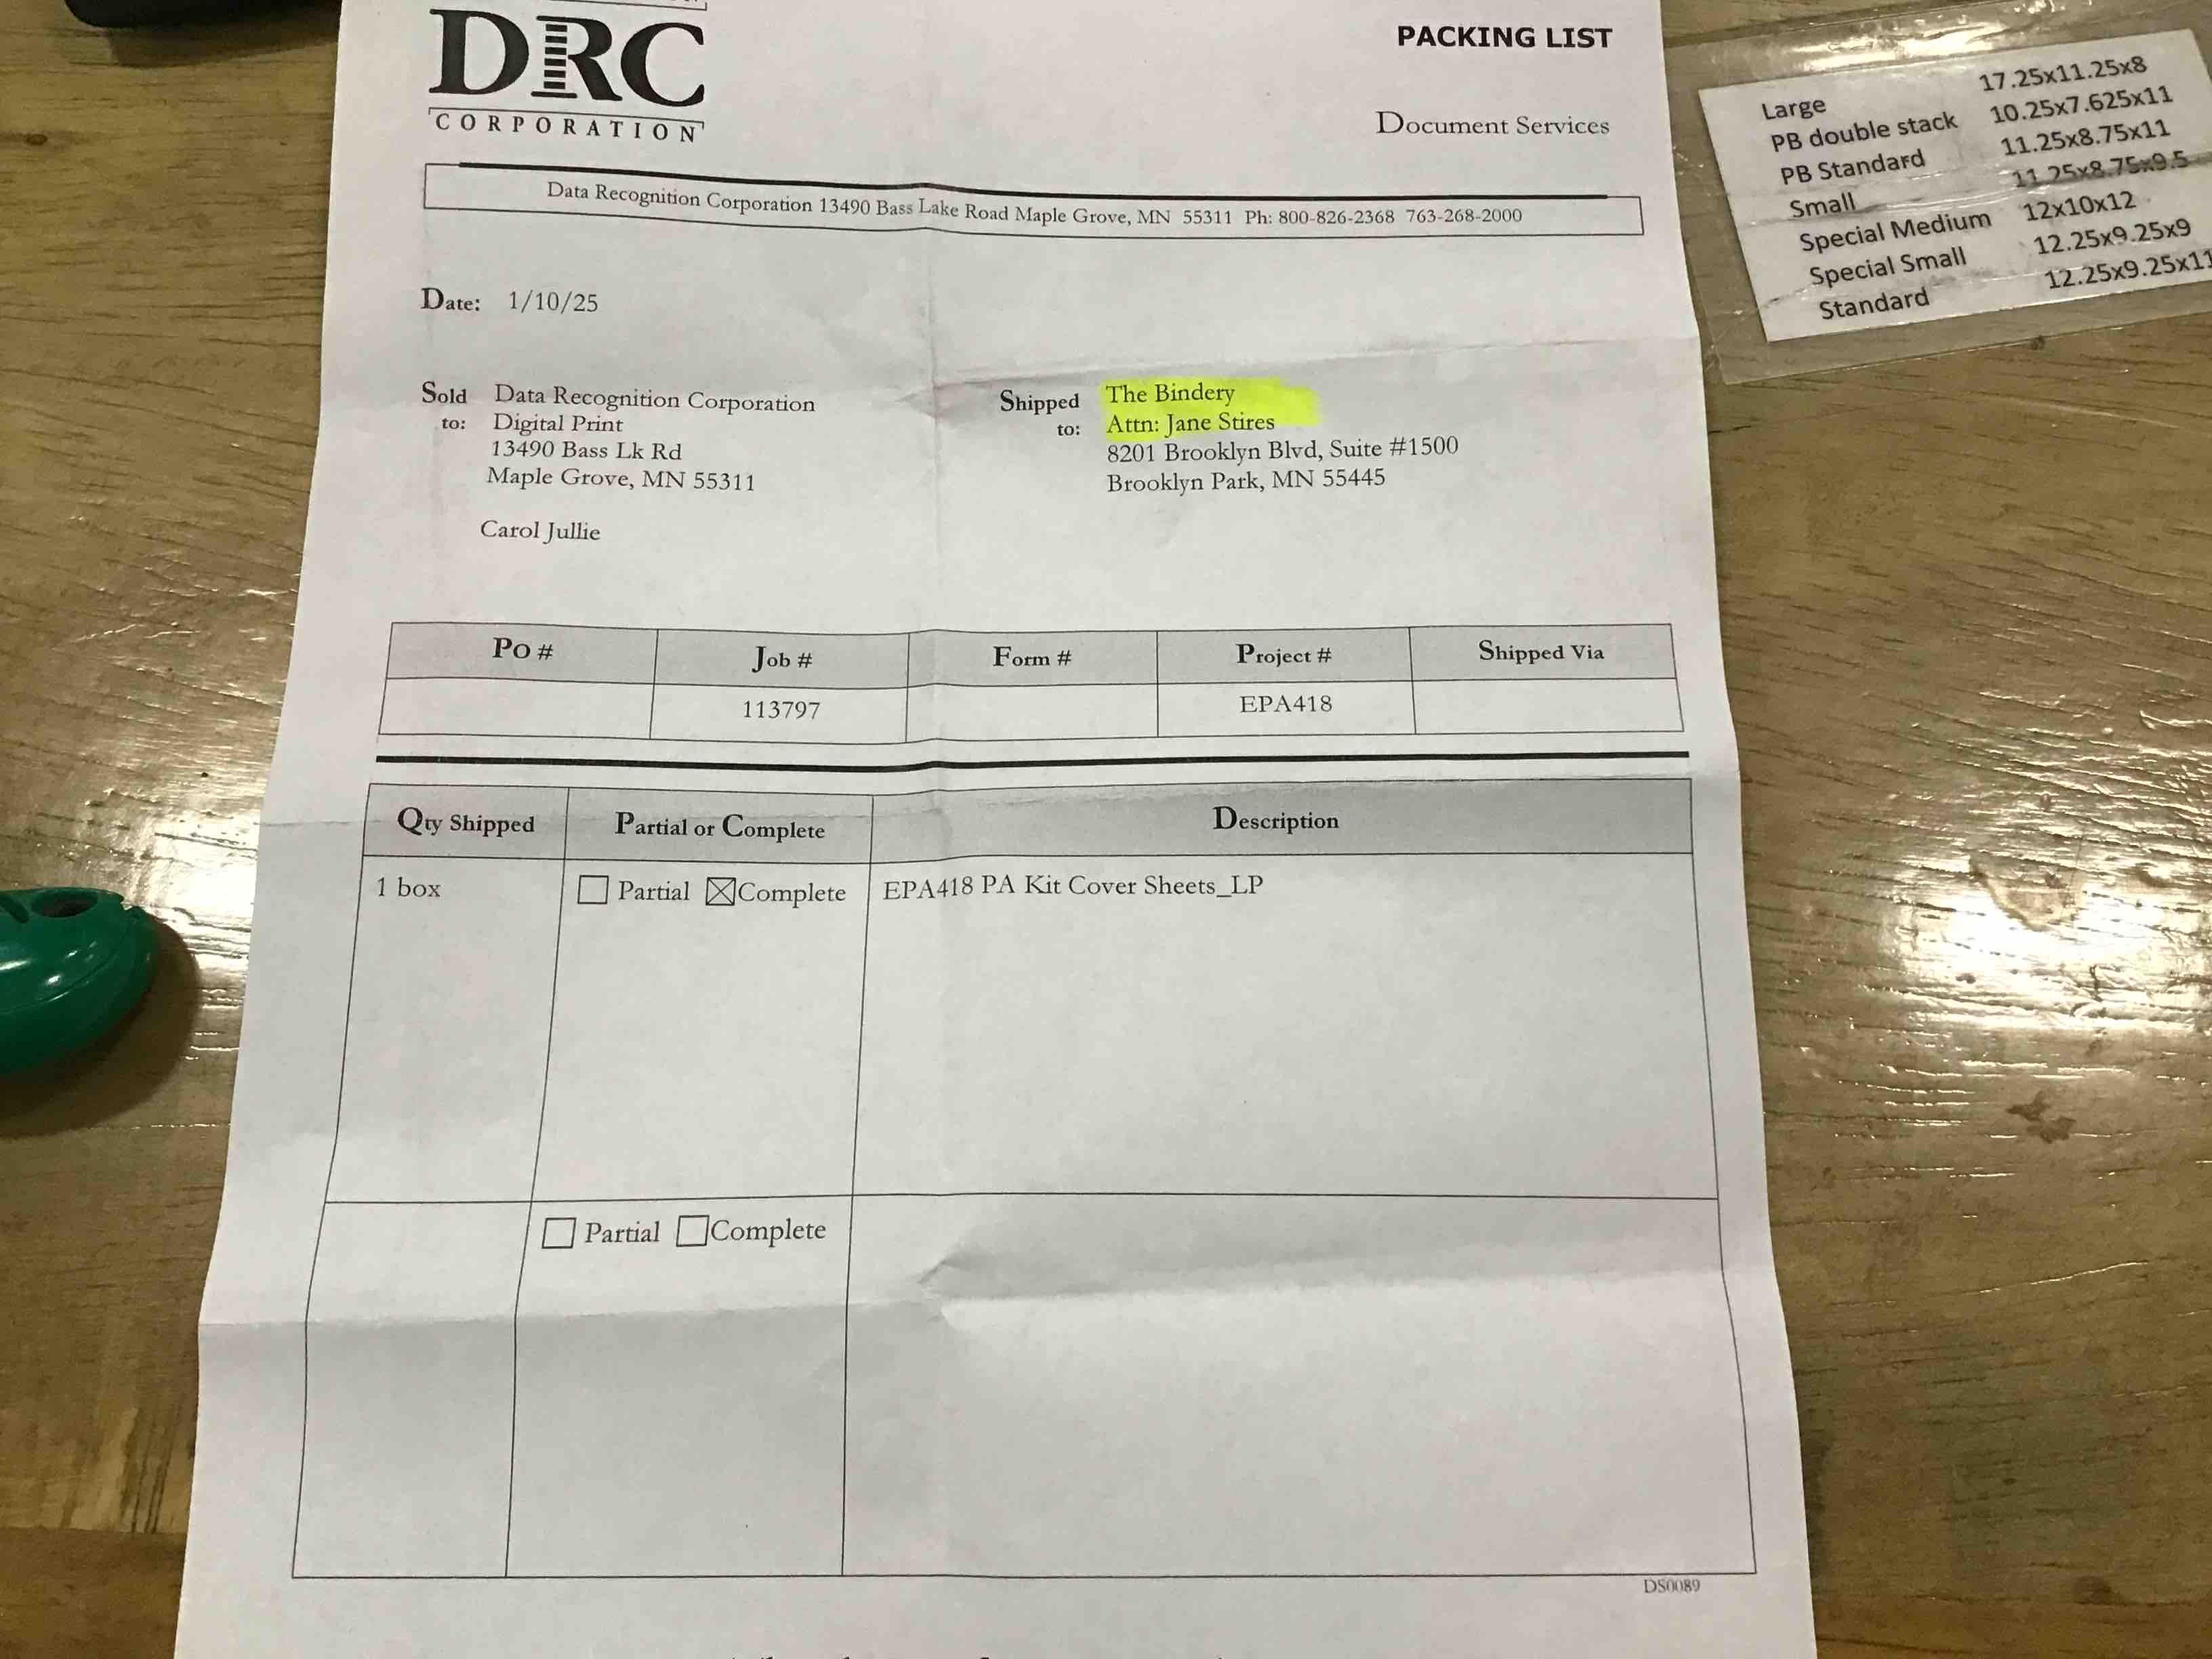 DRC
CORPORATION
PACKING LIST
Document Services
Data Recognition Corporation 13490 Bass Lake Road Maple Grove, MN 55311 Ph: 800-826-2368 763-268-2000
Date: 1/10/25
Sold to:
Data Recognition Corporation
Digital Print
13490 Bass Lk Rd
Maple Grove, MN 55311
Carol Jullie
Shipped to:
The Bindery
Attn: Jane Stires
8201 Brooklyn Blvd, Suite #1500
Brooklyn Park, MN 55445
PO # Job # Form # Project # Shipped Via
113797 EPA418
Qty Shipped Partial or Complete Description
1 box Partial Complete EPA418 PA Kit Cover Sheets_LP
Partial Complete
DS0089
Large 17.25x11.25x8
PB double stack 10.25x7.625x11
PB Standard 11.25x8.75x11
Small 11.25x8.75x9.5
Special Medium 12x10x12
Special Small 12.25x9.25x9
Standard 12.25x9.25x11